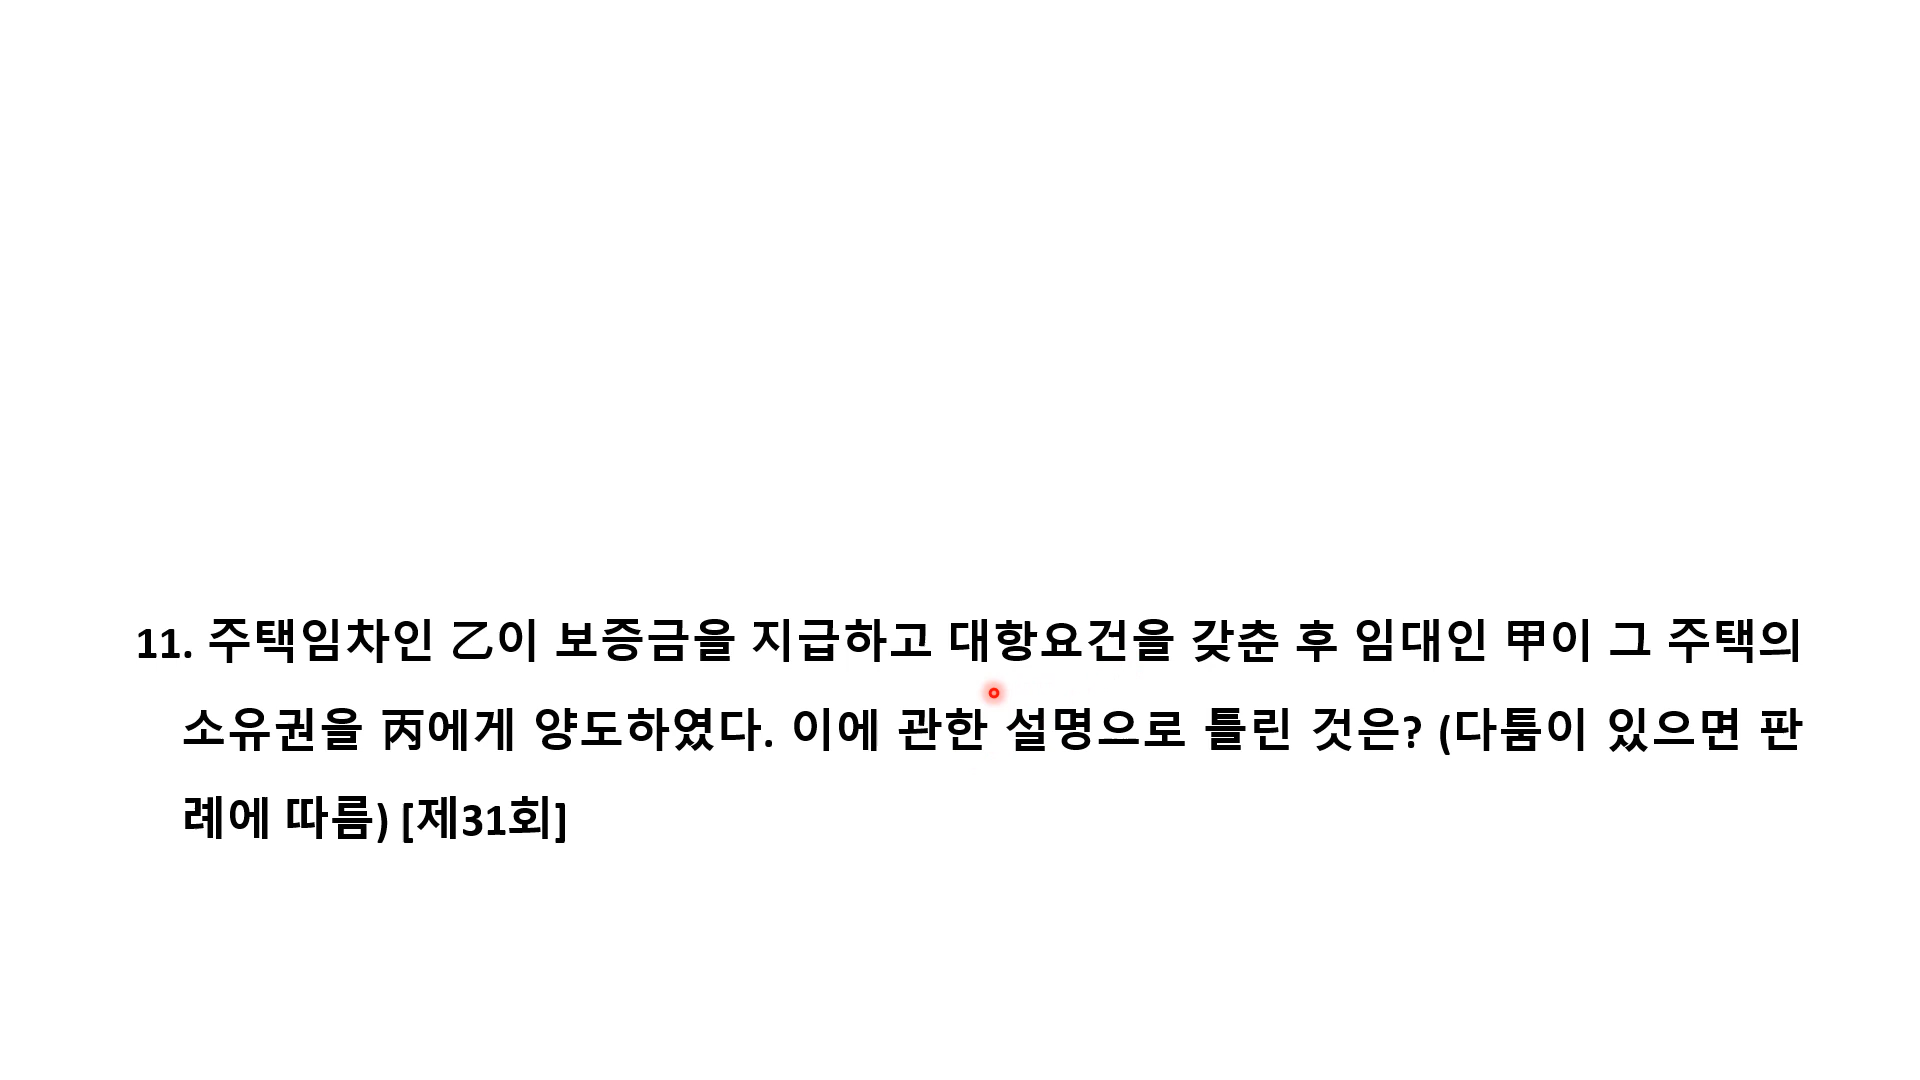 11. 주택임차인 乙이 보증금을 지급하고 대항요건을 갖춘 후 임대인 甲이 그 주택의
소유권을 丙에게 양도하였다. 이에 관한 설명으로 틀린 것은? (다툼이 있으면 판
례에 따름) [제31회]